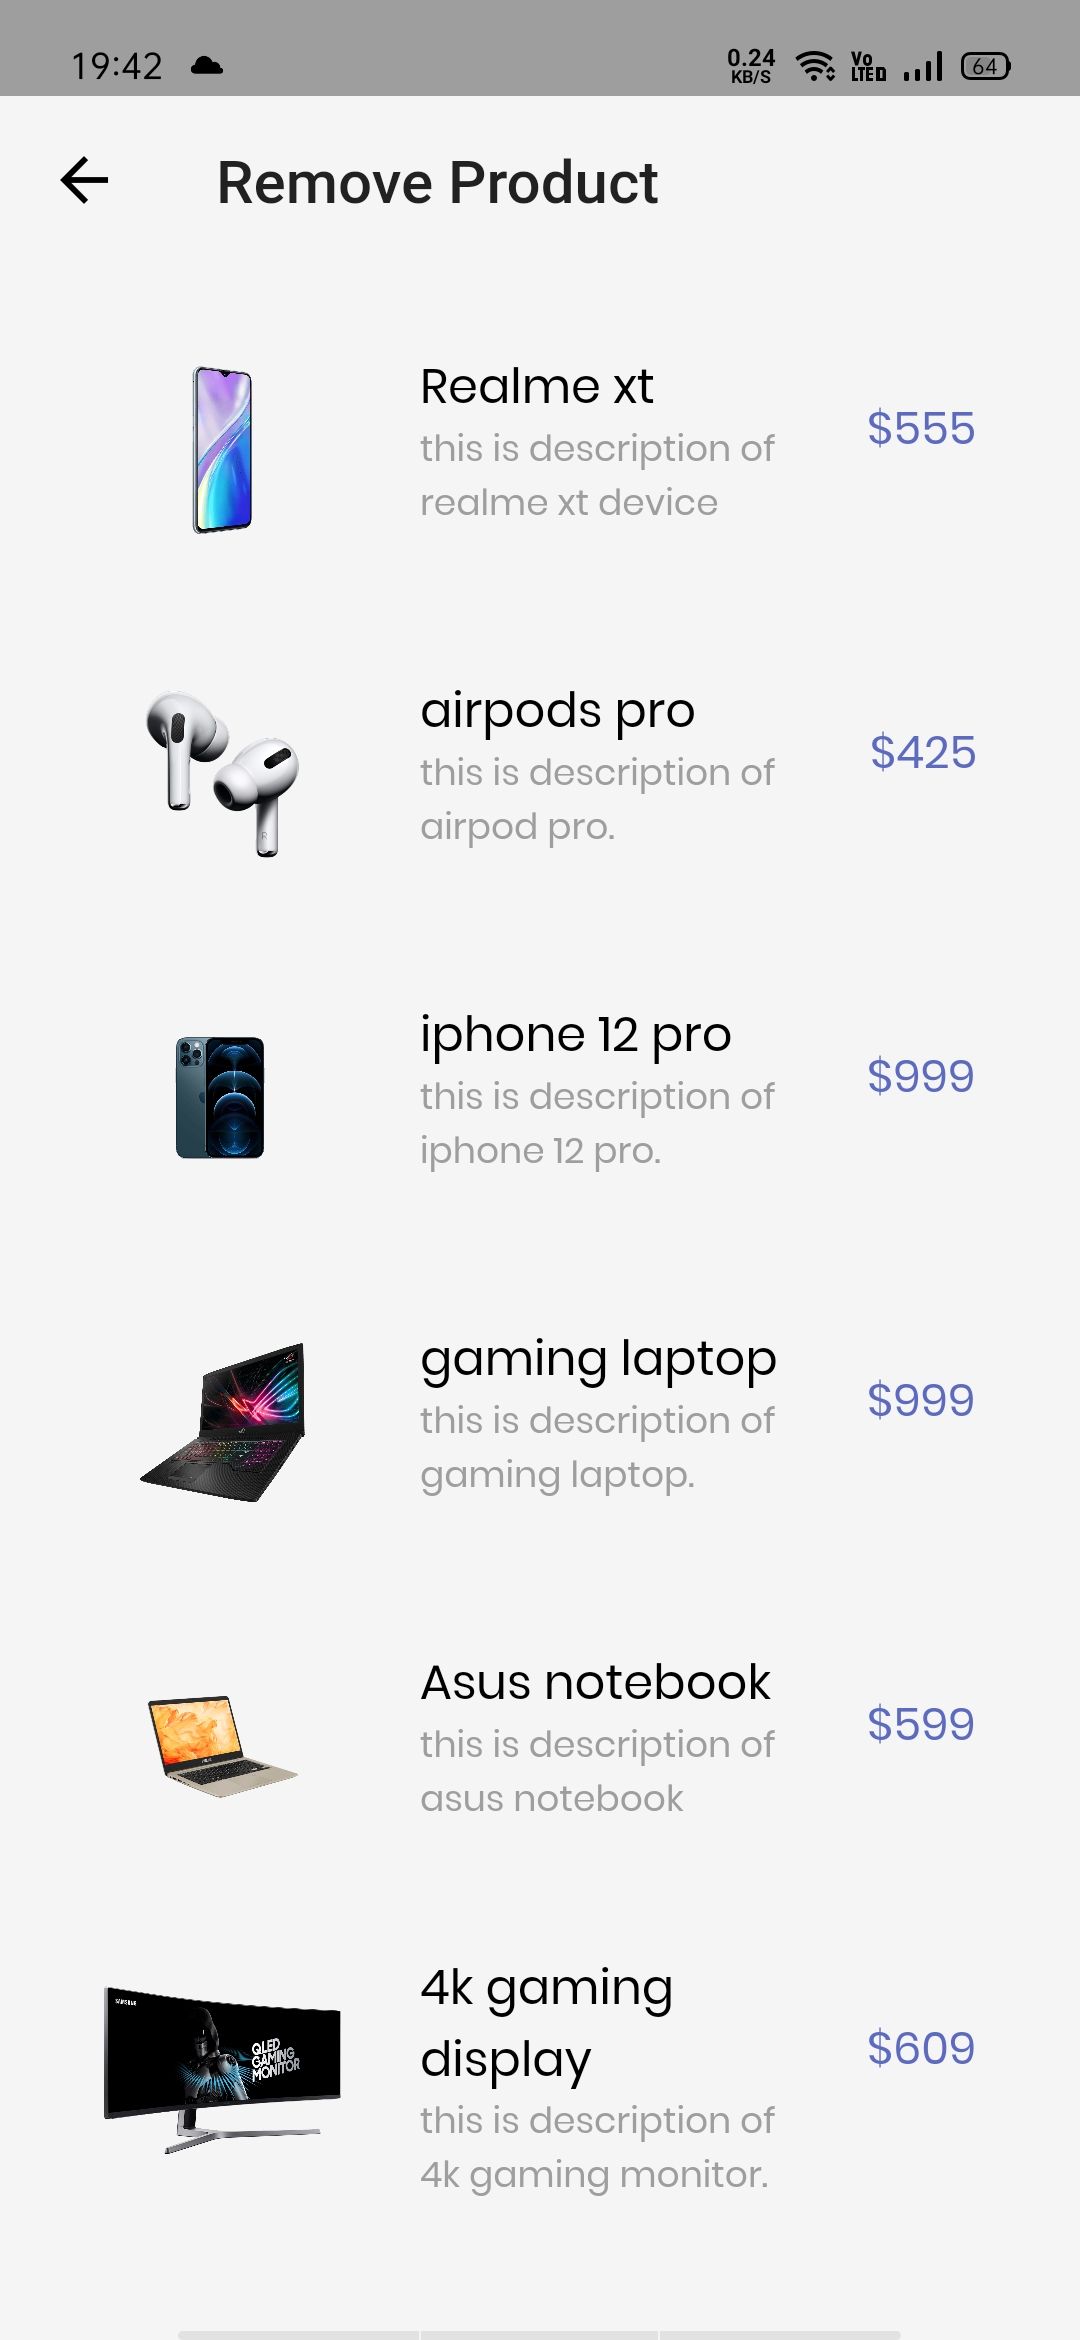 19:42
0.24
KB/S
Vo
LTE D
64
Remove Product
Realme xt
this is description of
realme xt device
$555
airpods pro
this is description of
airpod pro.
$425
R
iphone 12 pro
this is description of
iphone 12 pro.
$999
gaming laptop
this is description of
gaming laptop.
$999
Asus notebook
this is description of
asus notebook
$599
SAMSUNG
QLED
GAMING
MONITOR
4k gaming
display
this is description of
4k gaming monitor.
$609